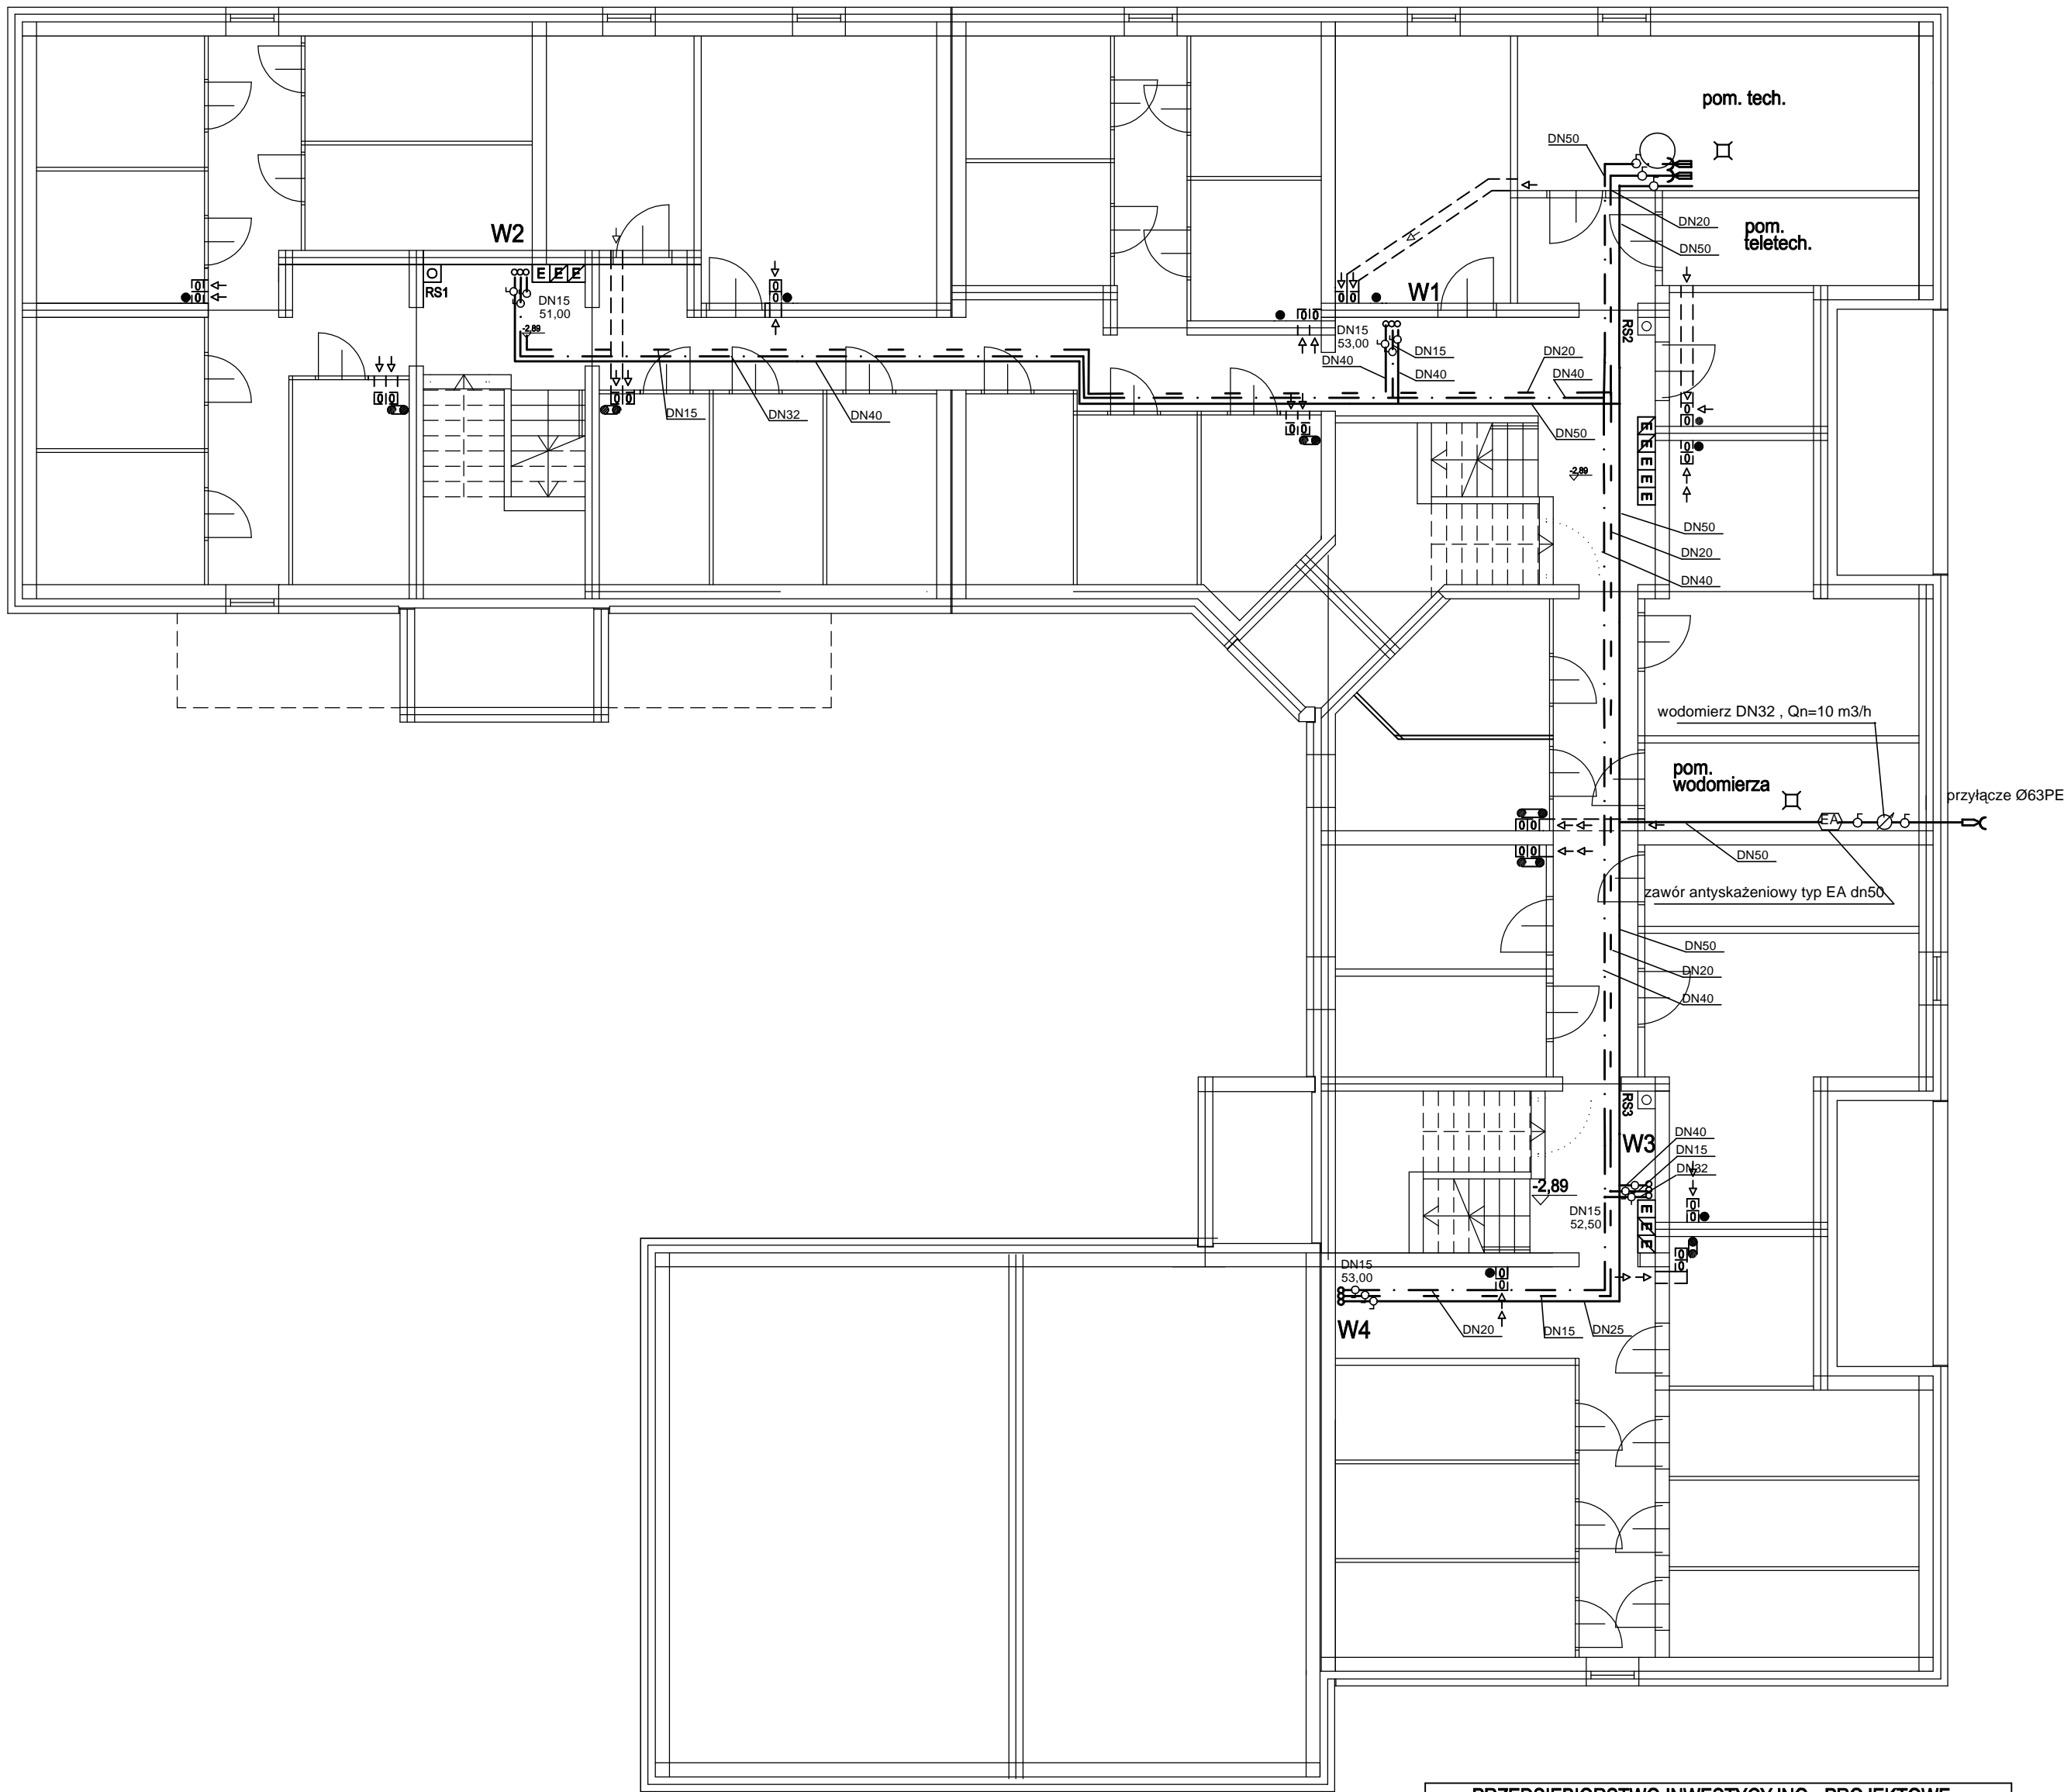 pom. tech.
DN50
DN20
pom.
teletech.
DN50
W2
E E E
RS1
DN15
51,00
-2,89
W1
RS2
DN15
53,00
DN15
DN40
DN40
DN20
DN40
DN15
DN32
DN40
DN50
E
E
E
E
E
-2,89
DN50
DN20
DN40
wodomierz DN32 , Qn=10 m3/h
pom.
wodomierza
przyłącze Ø63PE
EA
DN50
zawór antyskażeniowy typ EA dn50
DN50
DN20
DN40
RS3
W3
DN40
DN15
DN32
-2,89
DN15
52,50
E
E
E
DN15
53,00
W4
DN20
DN15
DN25